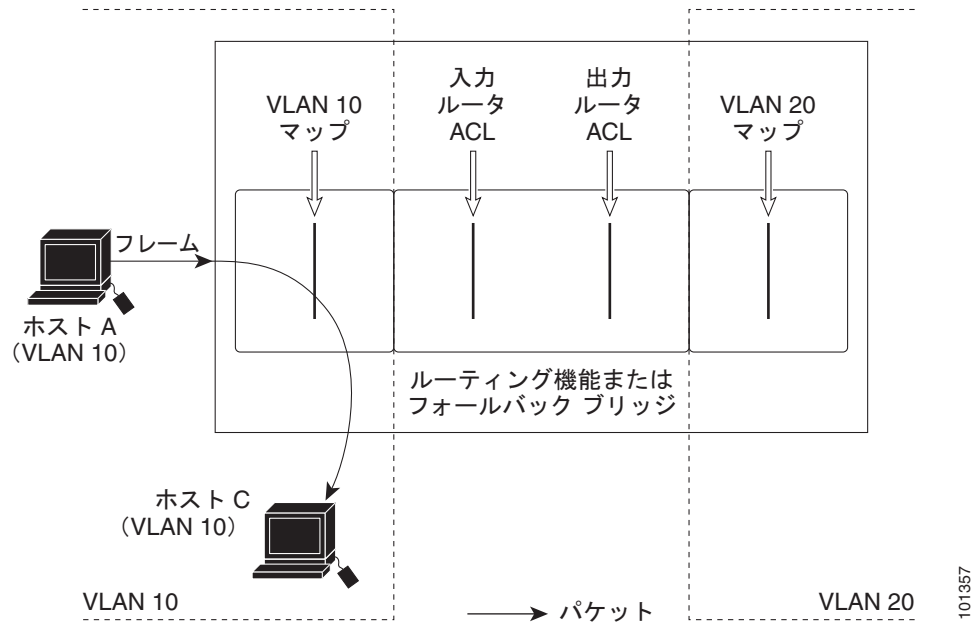 VLAN 10
マップ
入力
ルータ
ACL
出力
ルータ
ACL
VLAN 20
マップ
フレーム
ホスト A
（VLAN 10）
ルーティング機能または
フォールバック ブリッジ
ホスト C
（VLAN 10）
VLAN 10
パケット
VLAN 20
101357